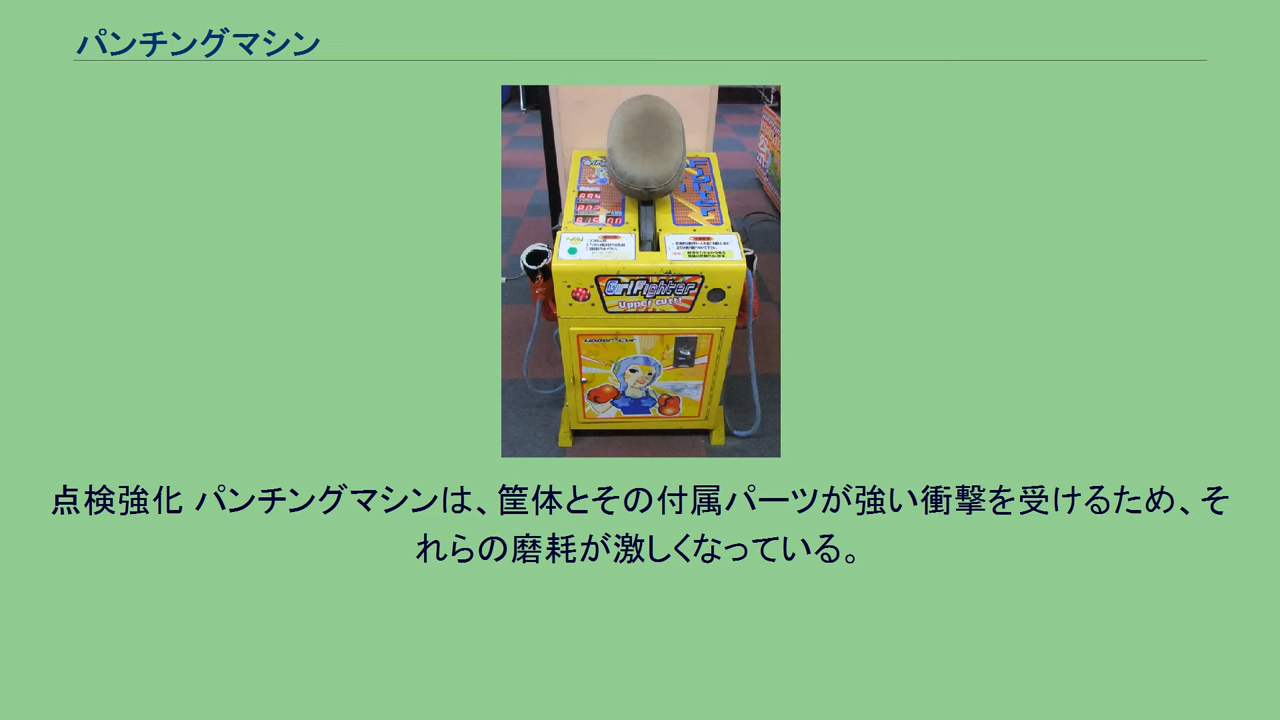 パンチングマシン
Girl Fighter
Upper cut!!
upper-cut
点検強化 パンチングマシンは、筐体とその付属パーツが強い衝撃を受けるため、そ
れらの磨耗が激しくなっている。